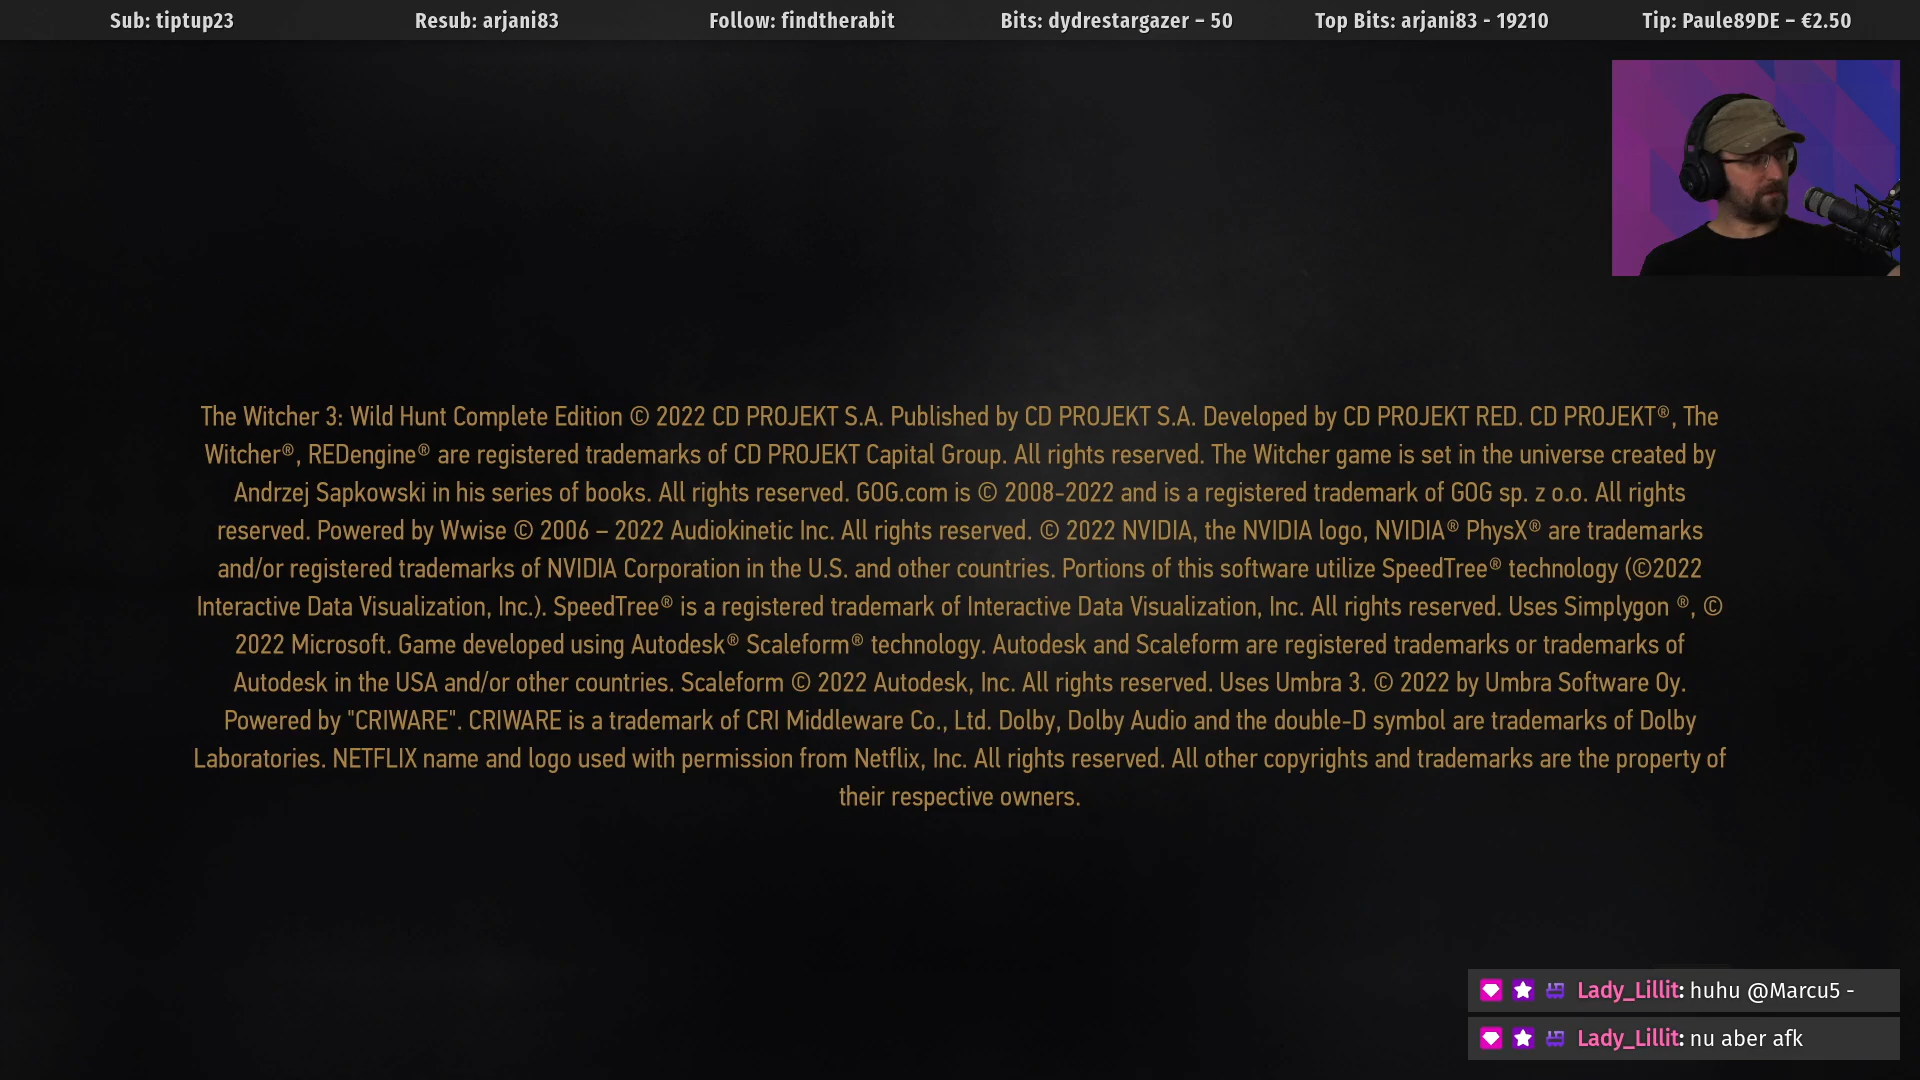 Sub: tiptup23 Resub: arjani83 Follow: findtherabit Bits: dydrestargazer – 50 Top Bits: arjani83 - 19210 Tip: Paule89DE – €2.50
The Witcher 3: Wild Hunt Complete Edition © 2022 CD PROJEKT S.A. Published by CD PROJEKT S.A. Developed by CD PROJEKT RED. CD PROJEKT®, The
Witcher®, REDengine® are registered trademarks of CD PROJEKT Capital Group. All rights reserved. The Witcher game is set in the universe created by
Andrzej Sapkowski in his series of books. All rights reserved. GOG.com is © 2008-2022 and is a registered trademark of GOG sp. z o.o. All rights
reserved. Powered by Wwise © 2006 – 2022 Audiokinetic Inc. All rights reserved. © 2022 NVIDIA, the NVIDIA logo, NVIDIA® PhysX® are trademarks
and/or registered trademarks of NVIDIA Corporation in the U.S. and other countries. Portions of this software utilize SpeedTree® technology (©2022
Interactive Data Visualization, Inc.). SpeedTree® is a registered trademark of Interactive Data Visualization, Inc. All rights reserved. Uses Simplygon ®, ©
2022 Microsoft. Game developed using Autodesk® Scaleform® technology. Autodesk and Scaleform are registered trademarks or trademarks of
Autodesk in the USA and/or other countries. Scaleform © 2022 Autodesk, Inc. All rights reserved. Uses Umbra 3. © 2022 by Umbra Software Oy.
Powered by "CRIWARE". CRIWARE is a trademark of CRI Middleware Co., Ltd. Dolby, Dolby Audio and the double-D symbol are trademarks of Dolby
Laboratories. NETFLIX name and logo used with permission from Netflix, Inc. All rights reserved. All other copyrights and trademarks are the property of
their respective owners.
Lady_Lillit: huhu @Marcu5 -
Lady_Lillit: nu aber afk